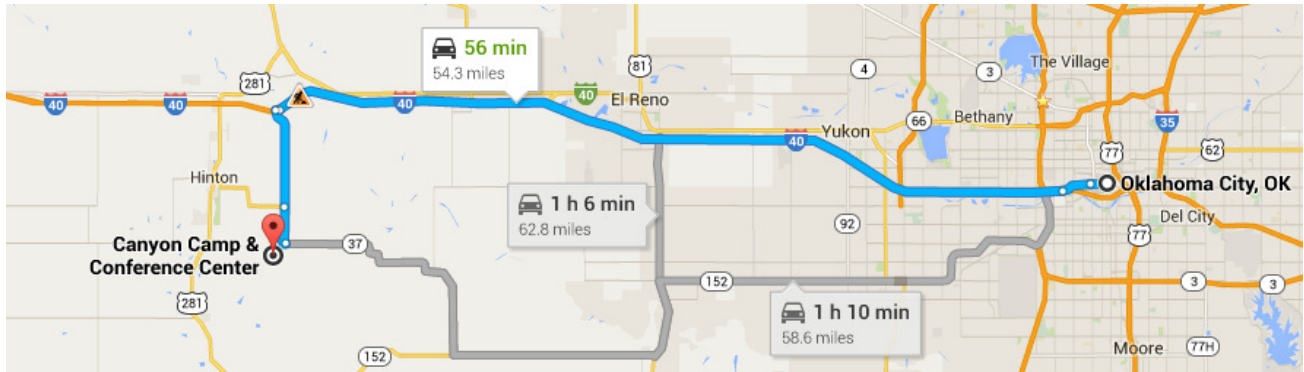 56 min
54.3 miles
281
81
4
3
The Village
40
40
40
40
El Reno
66
Bethany
35
Yukon
40
77
62
Hinton
Oklahoma City, OK
1 h 6 min
62.8 miles
Del City
92
77
Canyon Camp &
Conference Center
37
152
3
3
281
1 h 10 min
58.6 miles
152
Moore
77H